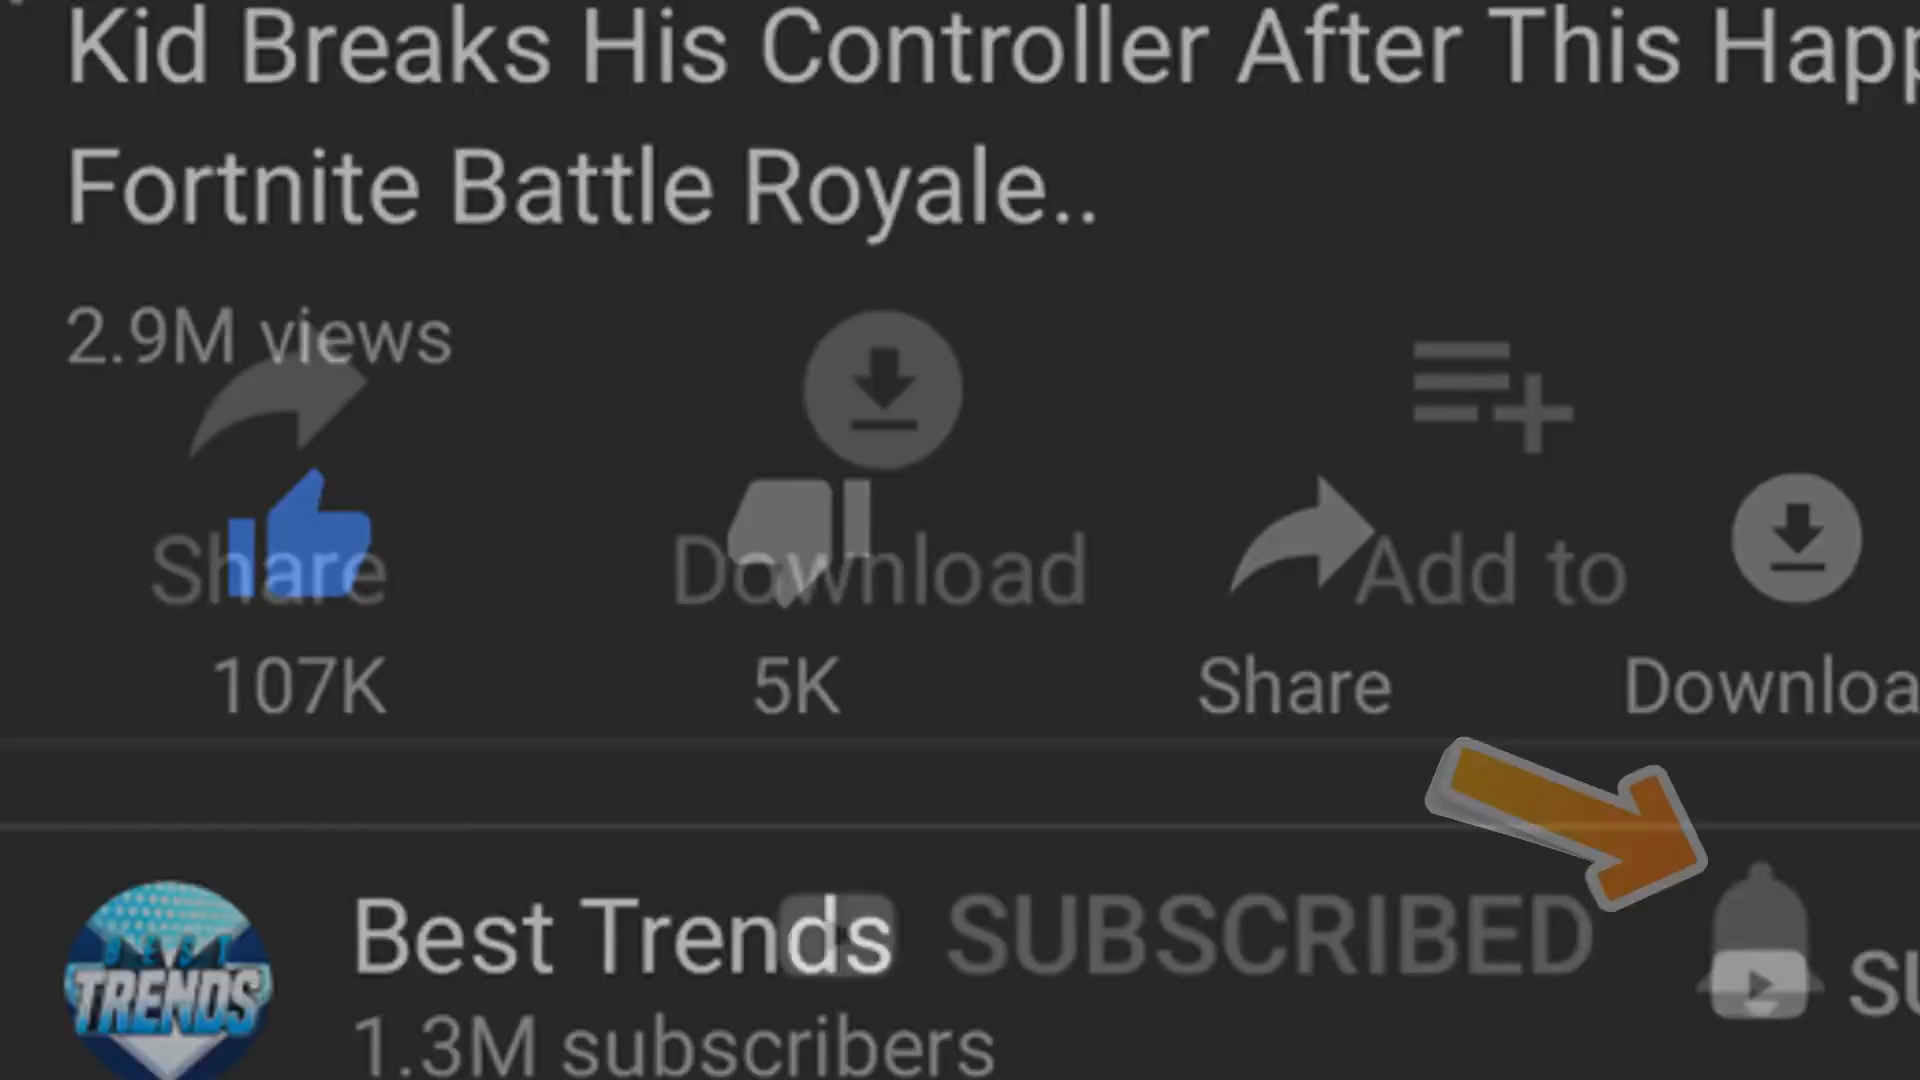 Kid Breaks His Controller After This Happ
Fortnite Battle Royale..
2.9M views
Share
Download
Add to
107K
5K
Share
Downloa
BEST
TRENDS
Best Trends
SUBSCRIBED
SU
1.3M subscribers